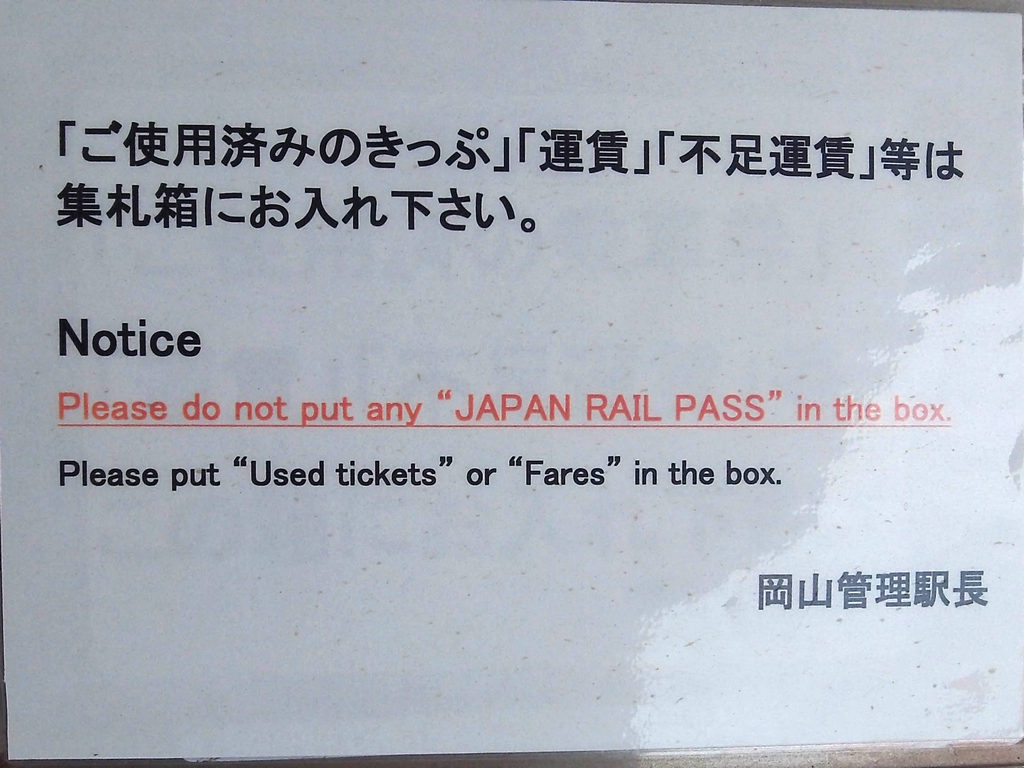 「ご使用済みのきっぷ」「運賃」「不足運賃」等は
集札箱にお入れ下さい。
Notice
Please do not put any “JAPAN RAIL PASS” in the box.
Please put “Used tickets” or “Fares” in the box.
岡山管理駅長